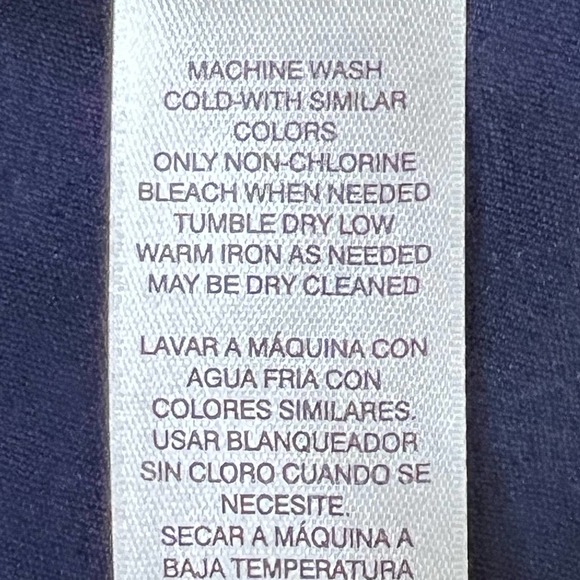 MACHINE WASH
COLD-WITH SIMILAR
COLORS
ONLY NON-CHLORINE
BLEACH WHEN NEEDED
TUMBLE DRY LOW
WARM IRON AS NEEDED
MAY BE DRY CLEANED
LAVAR A MÁQUINA CON
AGUA FRIA CON
COLORES SIMILARES.
USAR BLANQUEADOR
SIN CLORO CUANDO SE
NECESITE.
SECAR A MÁQUINA A
BAJA TEMPERATURA